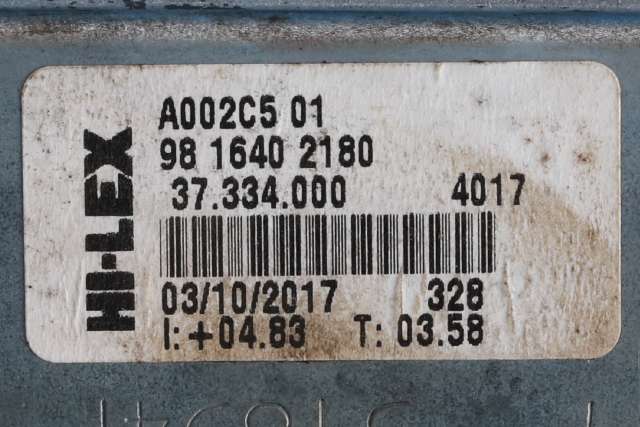 HI-LEX
A002C5 01
98 1640 2180
37.334.000 4017
03/10/2017 328
I: +04.83 T: 03.58